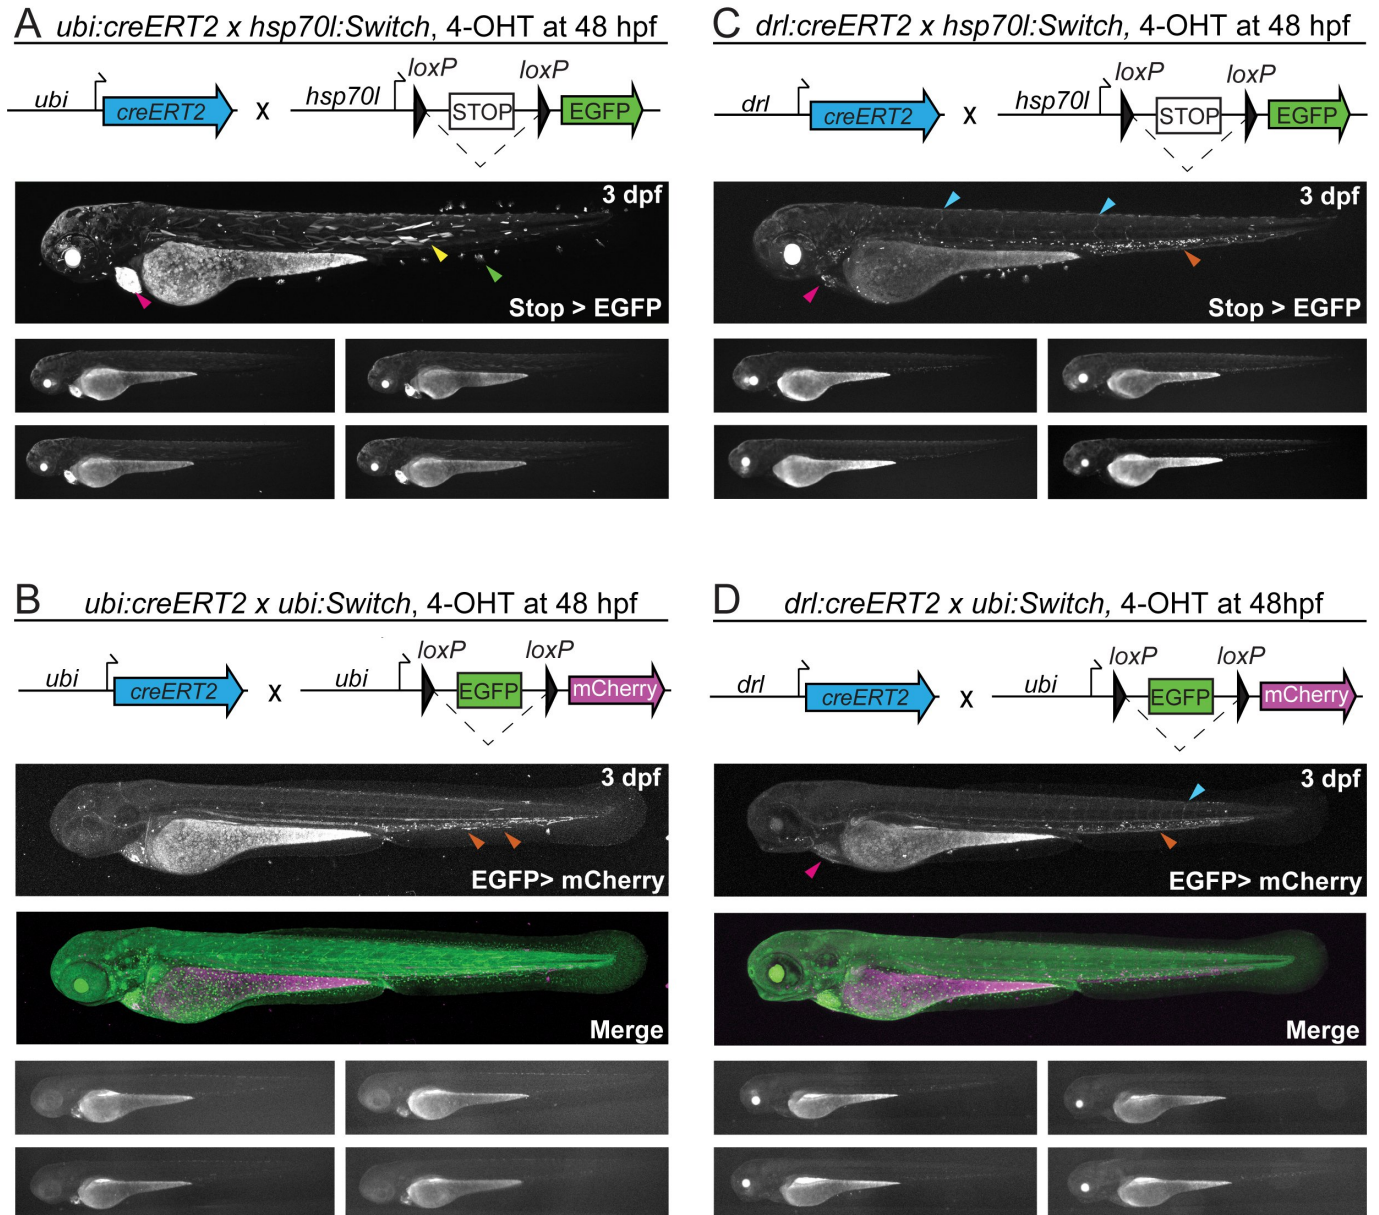 A ubi:creERT2 x hsp70l:Switch, 4-OHT at 48 hpf
loxP loxP
ubi creERT2 X hsp70l STOP EGFP
3 dpf
Stop > EGFP
B ubi:creERT2 x ubi:Switch, 4-OHT at 48 hpf
loxP loxP
ubi creERT2 X ubi EGFP mCherry
3 dpf
EGFP> mCherry
Merge
C drl:creERT2 x hsp70l:Switch, 4-OHT at 48 hpf
loxP loxP
drl creERT2 X hsp70l STOP EGFP
3 dpf
Stop > EGFP
D drl:creERT2 x ubi:Switch, 4-OHT at 48hpf
loxP loxP
drl creERT2 X ubi EGFP mCherry
3 dpf
EGFP> mCherry
Merge